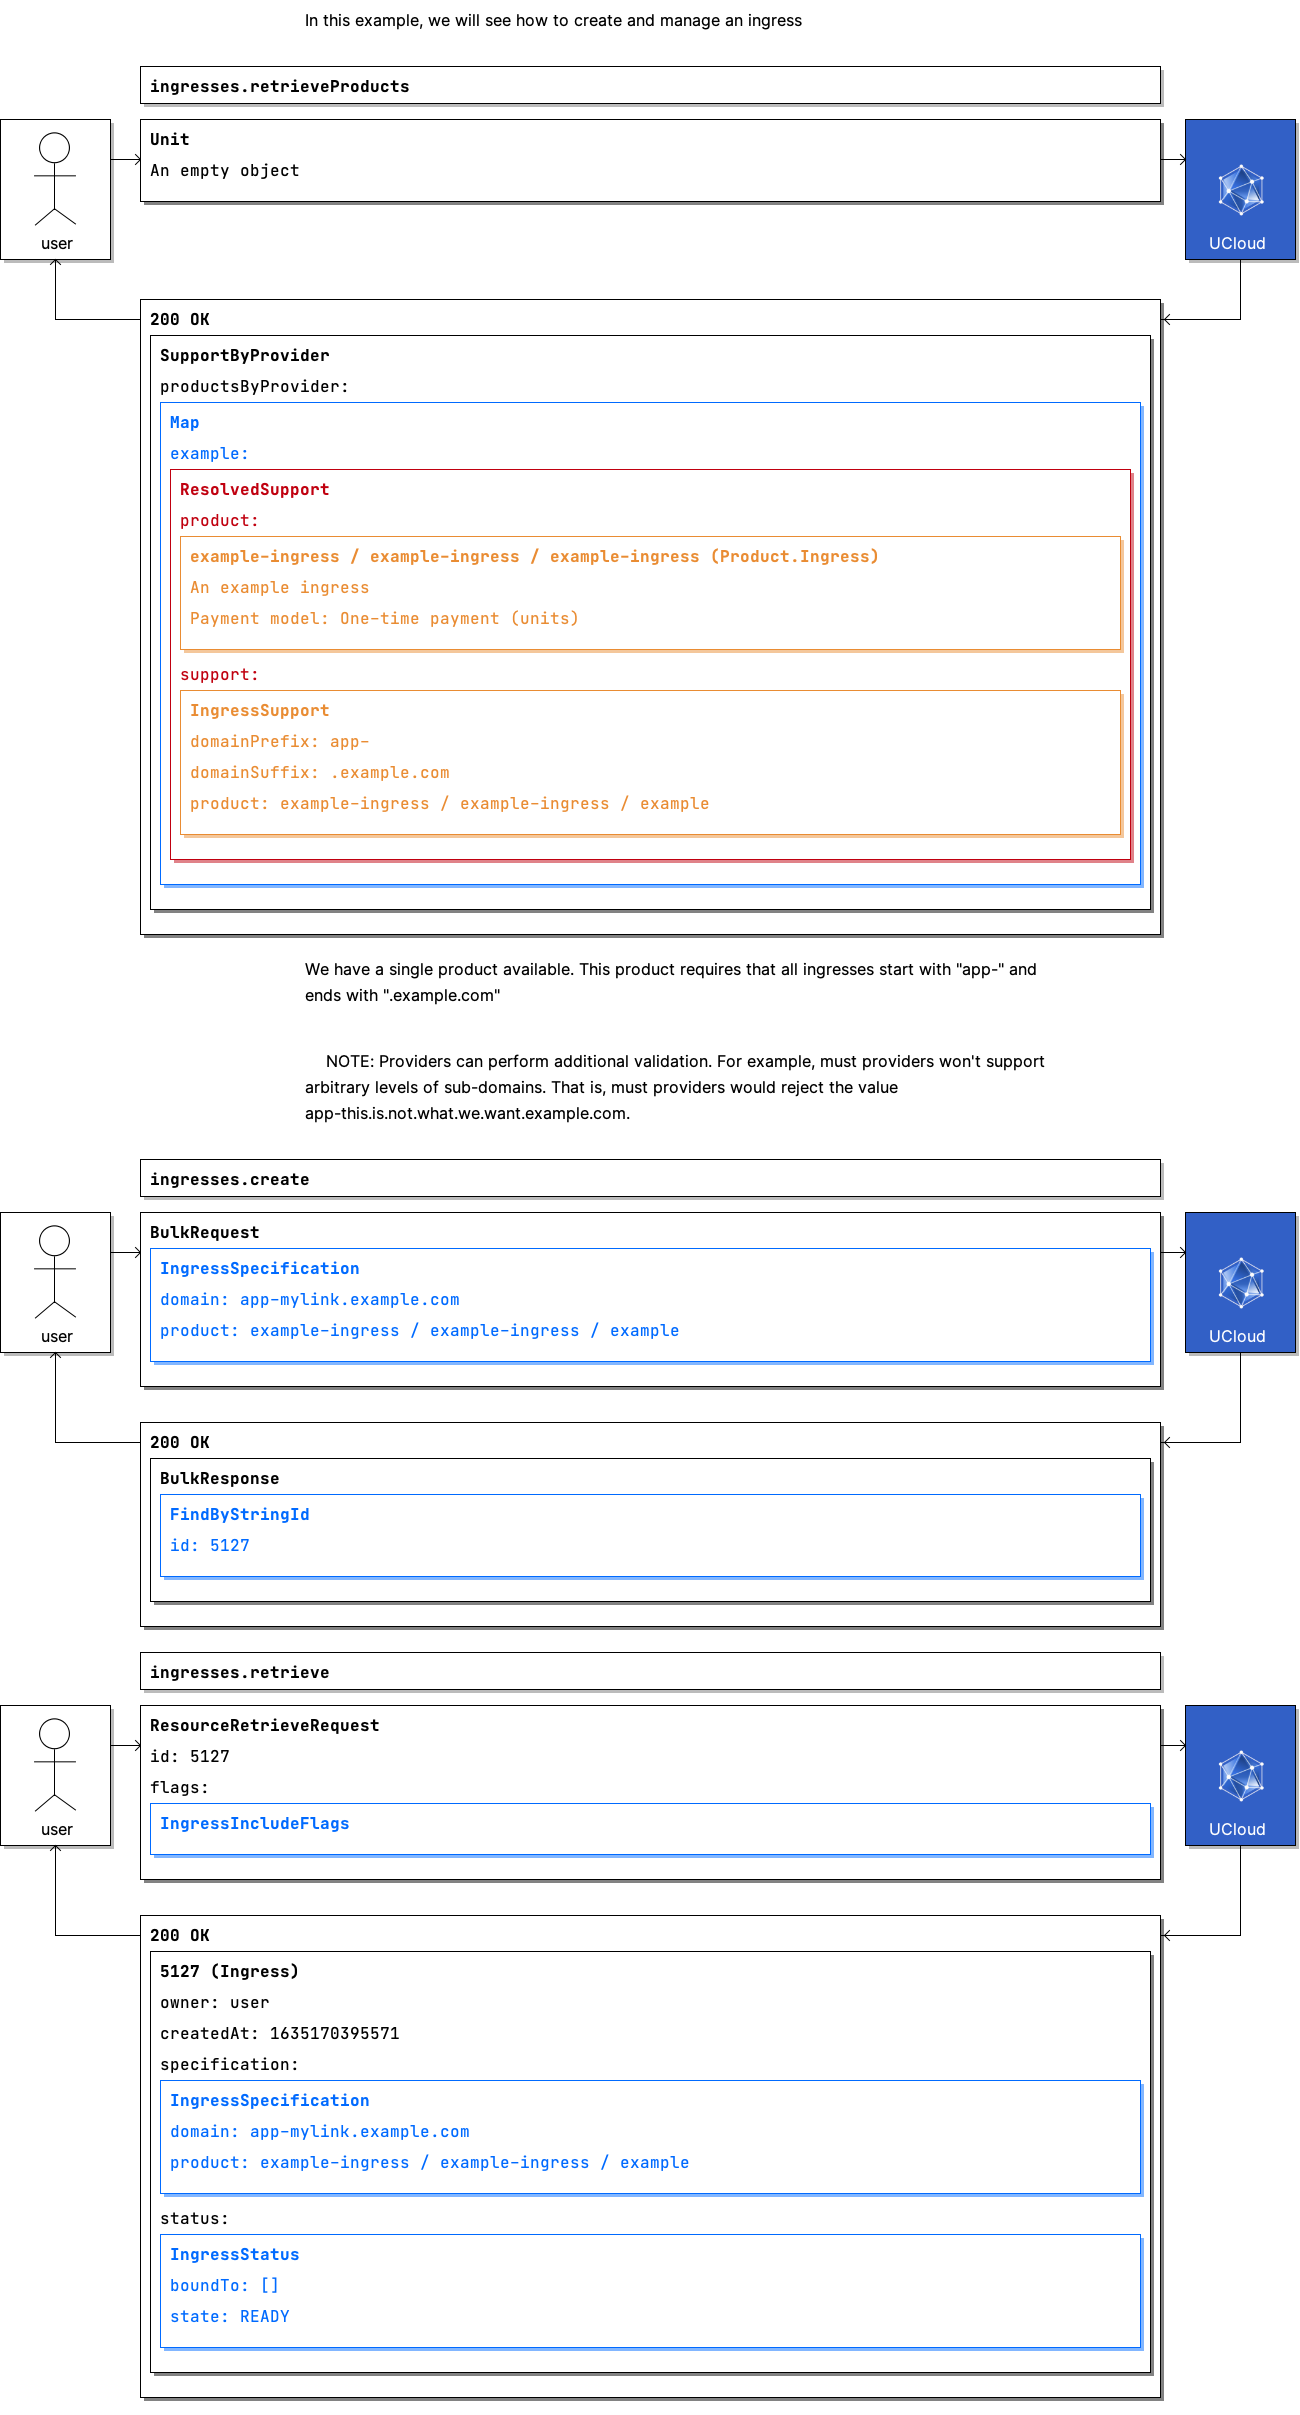 In this example, we will see how to create and manage an ingress
ingresses.retrieveProducts
Unit
An empty object
user
UCloud
200 OK
SupportByProvider
productsByProvider:
Map
example:
ResolvedSupport
product:
example-ingress / example-ingress / example-ingress (Product.Ingress)
An example ingress
Payment model: One-time payment (units)
support:
IngressSupport
domainPrefix: app-
domainSuffix: .example.com
product: example-ingress / example-ingress / example
We have a single product available. This product requires that all ingresses start with "app-" and
ends with ".example.com"
NOTE: Providers can perform additional validation. For example, must providers won't support
arbitrary levels of sub-domains. That is, must providers would reject the value
app-this.is.not.what.we.want.example.com.
ingresses.create
BulkRequest
IngressSpecification
domain: app-mylink.example.com
product: example-ingress / example-ingress / example
user
UCloud
200 OK
BulkResponse
FindByStringId
id: 5127
ingresses.retrieve
ResourceRetrieveRequest
id: 5127
flags:
IngressIncludeFlags
user
UCloud
200 OK
5127 (Ingress)
owner: user
createdAt: 1635170395571
specification:
IngressSpecification
domain: app-mylink.example.com
product: example-ingress / example-ingress / example
status:
IngressStatus
boundTo: []
state: READY